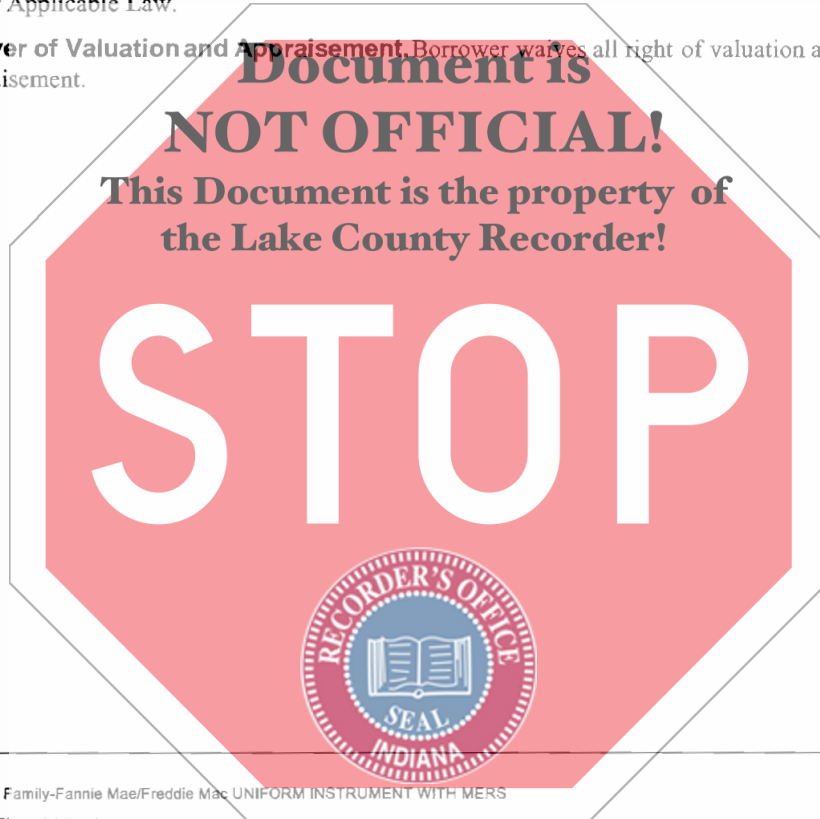 Applicable Law.
er of Valuation and Appraisement. Borrower waives all right of valuation a
isement.
Document is
NOT OFFICIAL!
This Document is the property of
the Lake County Recorder!
STOP
RECORDER'S OFFICE
SEAL
INDIANA
Family-Fannie Mae/Freddie Mac UNIFORM INSTRUMENT WITH MERS